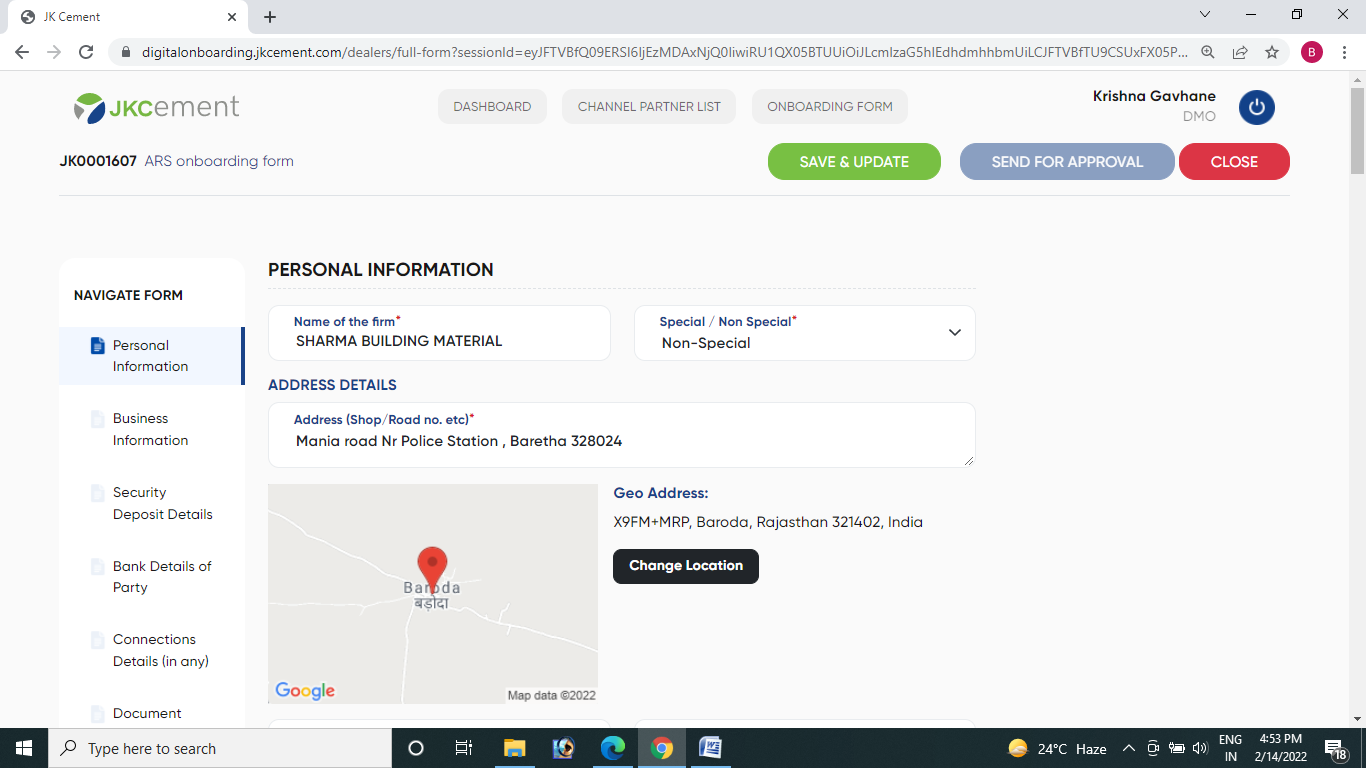 JK Cement
digitalonboarding.jkcement.com/dealers/full-form?sessionId=eyJFTVBfQ09ERSI6IjEzMDAxNjQ0IiwiRU1QX05BTUUiOiJLcmlzaG5hIEdhdmhhbmUiLCJFTVBfTU9CSUxFX05P...
B
JKCement
DASHBOARD
CHANNEL PARTNER LIST
ONBOARDING FORM
Krishna Gavhane
DMO
JK0001607 ARS onboarding form
SAVE & UPDATE
SEND FOR APPROVAL
CLOSE
NAVIGATE FORM
Personal
Information
Business
Information
Security
Deposit Details
Bank Details of
Party
Connections
Details (in any)
Document
PERSONAL INFORMATION
Name of the firm*
SHARMA BUILDING MATERIAL
Special / Non Special*
Non-Special
ADDRESS DETAILS
Address (Shop/Road no. etc)*
Mania road Nr Police Station , Baretha 328024
Baroda
बड़ोदा
Google
Map data ©2022
Geo Address:
X9FM+MRP, Baroda, Rajasthan 321402, India
Change Location
Type here to search
24°C Haze
ENG
IN
4:53 PM
2/14/2022
18